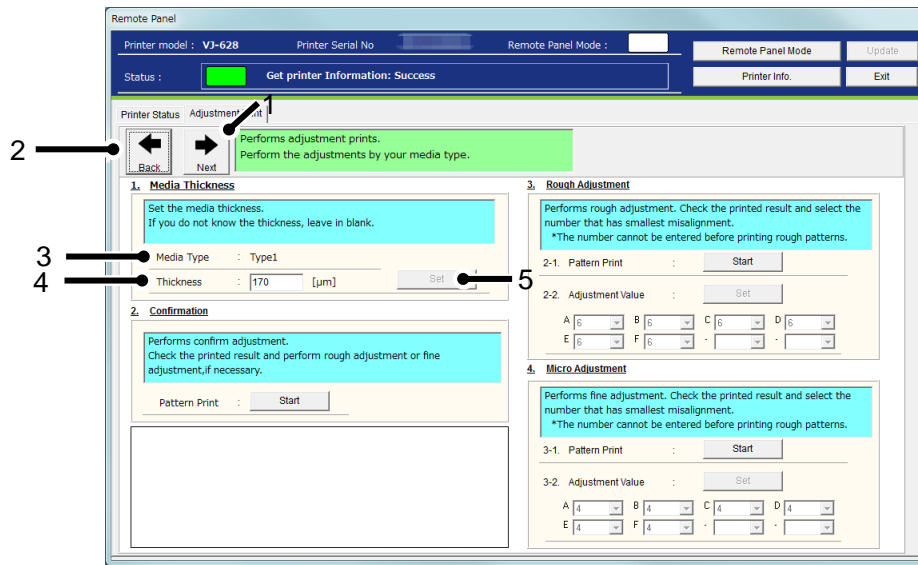 Remote Panel
Printer model : VJ-628 Printer Serial No Remote Panel Mode :
Remote Panel Mode Update
Status : Get printer Information: Success
Printer Info. Exit
1
Printer Status
2
Back Next
Performs adjustment prints.
Perform the adjustments by your media type.
1. Media Thickness
Set the media thickness.
If you do not know the thickness, leave in blank.
3 Media Type : Type1
4 Thickness : 170 [µm] Set 5
2. Confirmation
Performs confirm adjustment.
Check the printed result and perform rough adjustment or fine
adjustment,if necessary.
Pattern Print : Start
3. Rough Adjustment
Performs rough adjustment. Check the printed result and select the
number that has smallest misalignment.
*The number cannot be entered before printing rough patterns.
2-1. Pattern Print : Start
2-2. Adjustment Value : Set
A 6 B 6 C 6 D 6
E 6 F 6 - -
4. Micro Adjustment
Performs fine adjustment. Check the printed result and select the
number that has smallest misalignment.
*The number cannot be entered before printing rough patterns.
3-1. Pattern Print : Start
3-2. Adjustment Value : Set
A 4 B 4 C 4 D 4
E 4 F 4 - -